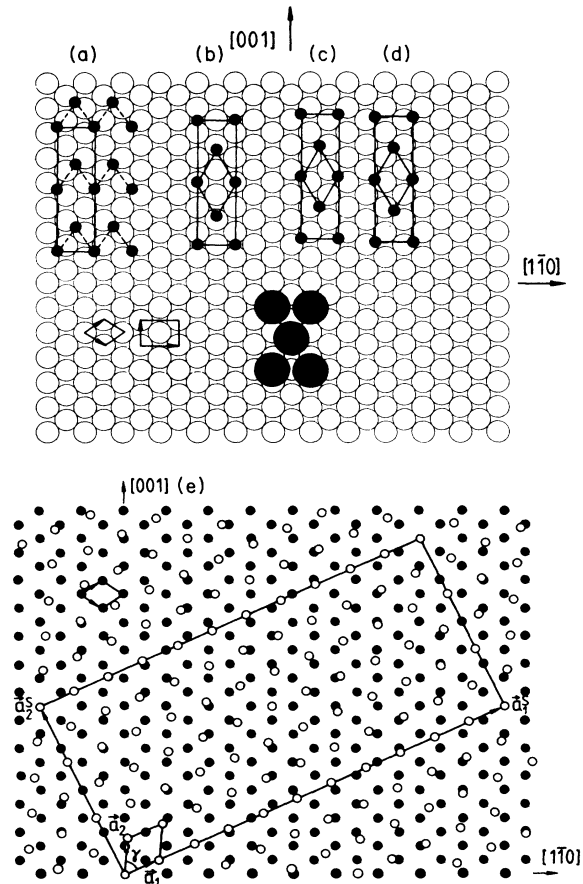 [001]
(a) (b) (c) (d)
[11̄0]
[001] (e)
a⃗₂ˢ
a⃗₁ˢ
a⃗₂
γ
a⃗₁
[11̄0]